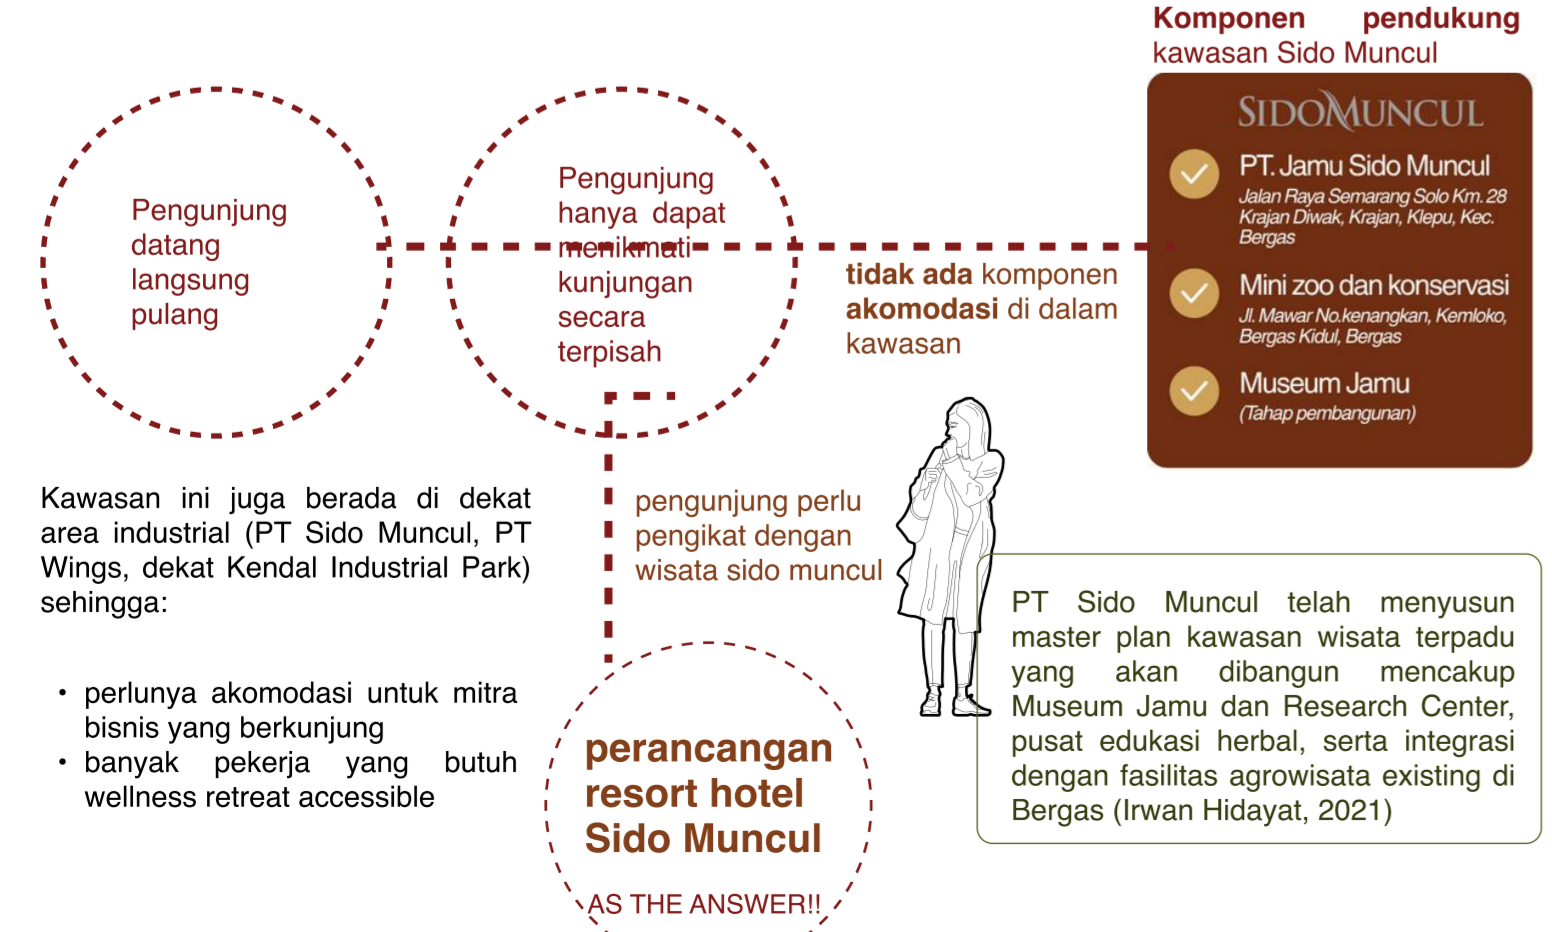 Komponen pendukung
kawasan Sido Muncul
SIDOMUNCUL
PT. Jamu Sido Muncul
Jalan Raya Semarang Solo Km. 28
Krajan Diwak, Krajan, Klepu, Kec.
Bergas
Mini zoo dan konservasi
Jl. Mawar No.kenangkan, Kemloko,
Bergas Kidul, Bergas
Museum Jamu
(Tahap pembangunan)
Pengunjung
datang
langsung
pulang
Pengunjung
hanya dapat
menikmati
kunjungan
secara
terpisah
tidak ada komponen
akomodasi di dalam
kawasan
Kawasan ini juga berada di dekat
area industrial (PT Sido Muncul, PT
Wings, dekat Kendal Industrial Park)
sehingga:
• perlunya akomodasi untuk mitra
bisnis yang berkunjung
• banyak pekerja yang butuh
wellness retreat accessible
pengunjung perlu
pengikat dengan
wisata sido muncul
perancangan
resort hotel
Sido Muncul
AS THE ANSWER!!
PT Sido Muncul telah menyusun
master plan kawasan wisata terpadu
yang akan dibangun mencakup
Museum Jamu dan Research Center,
pusat edukasi herbal, serta integrasi
dengan fasilitas agrowisata existing di
Bergas (Irwan Hidayat, 2021)